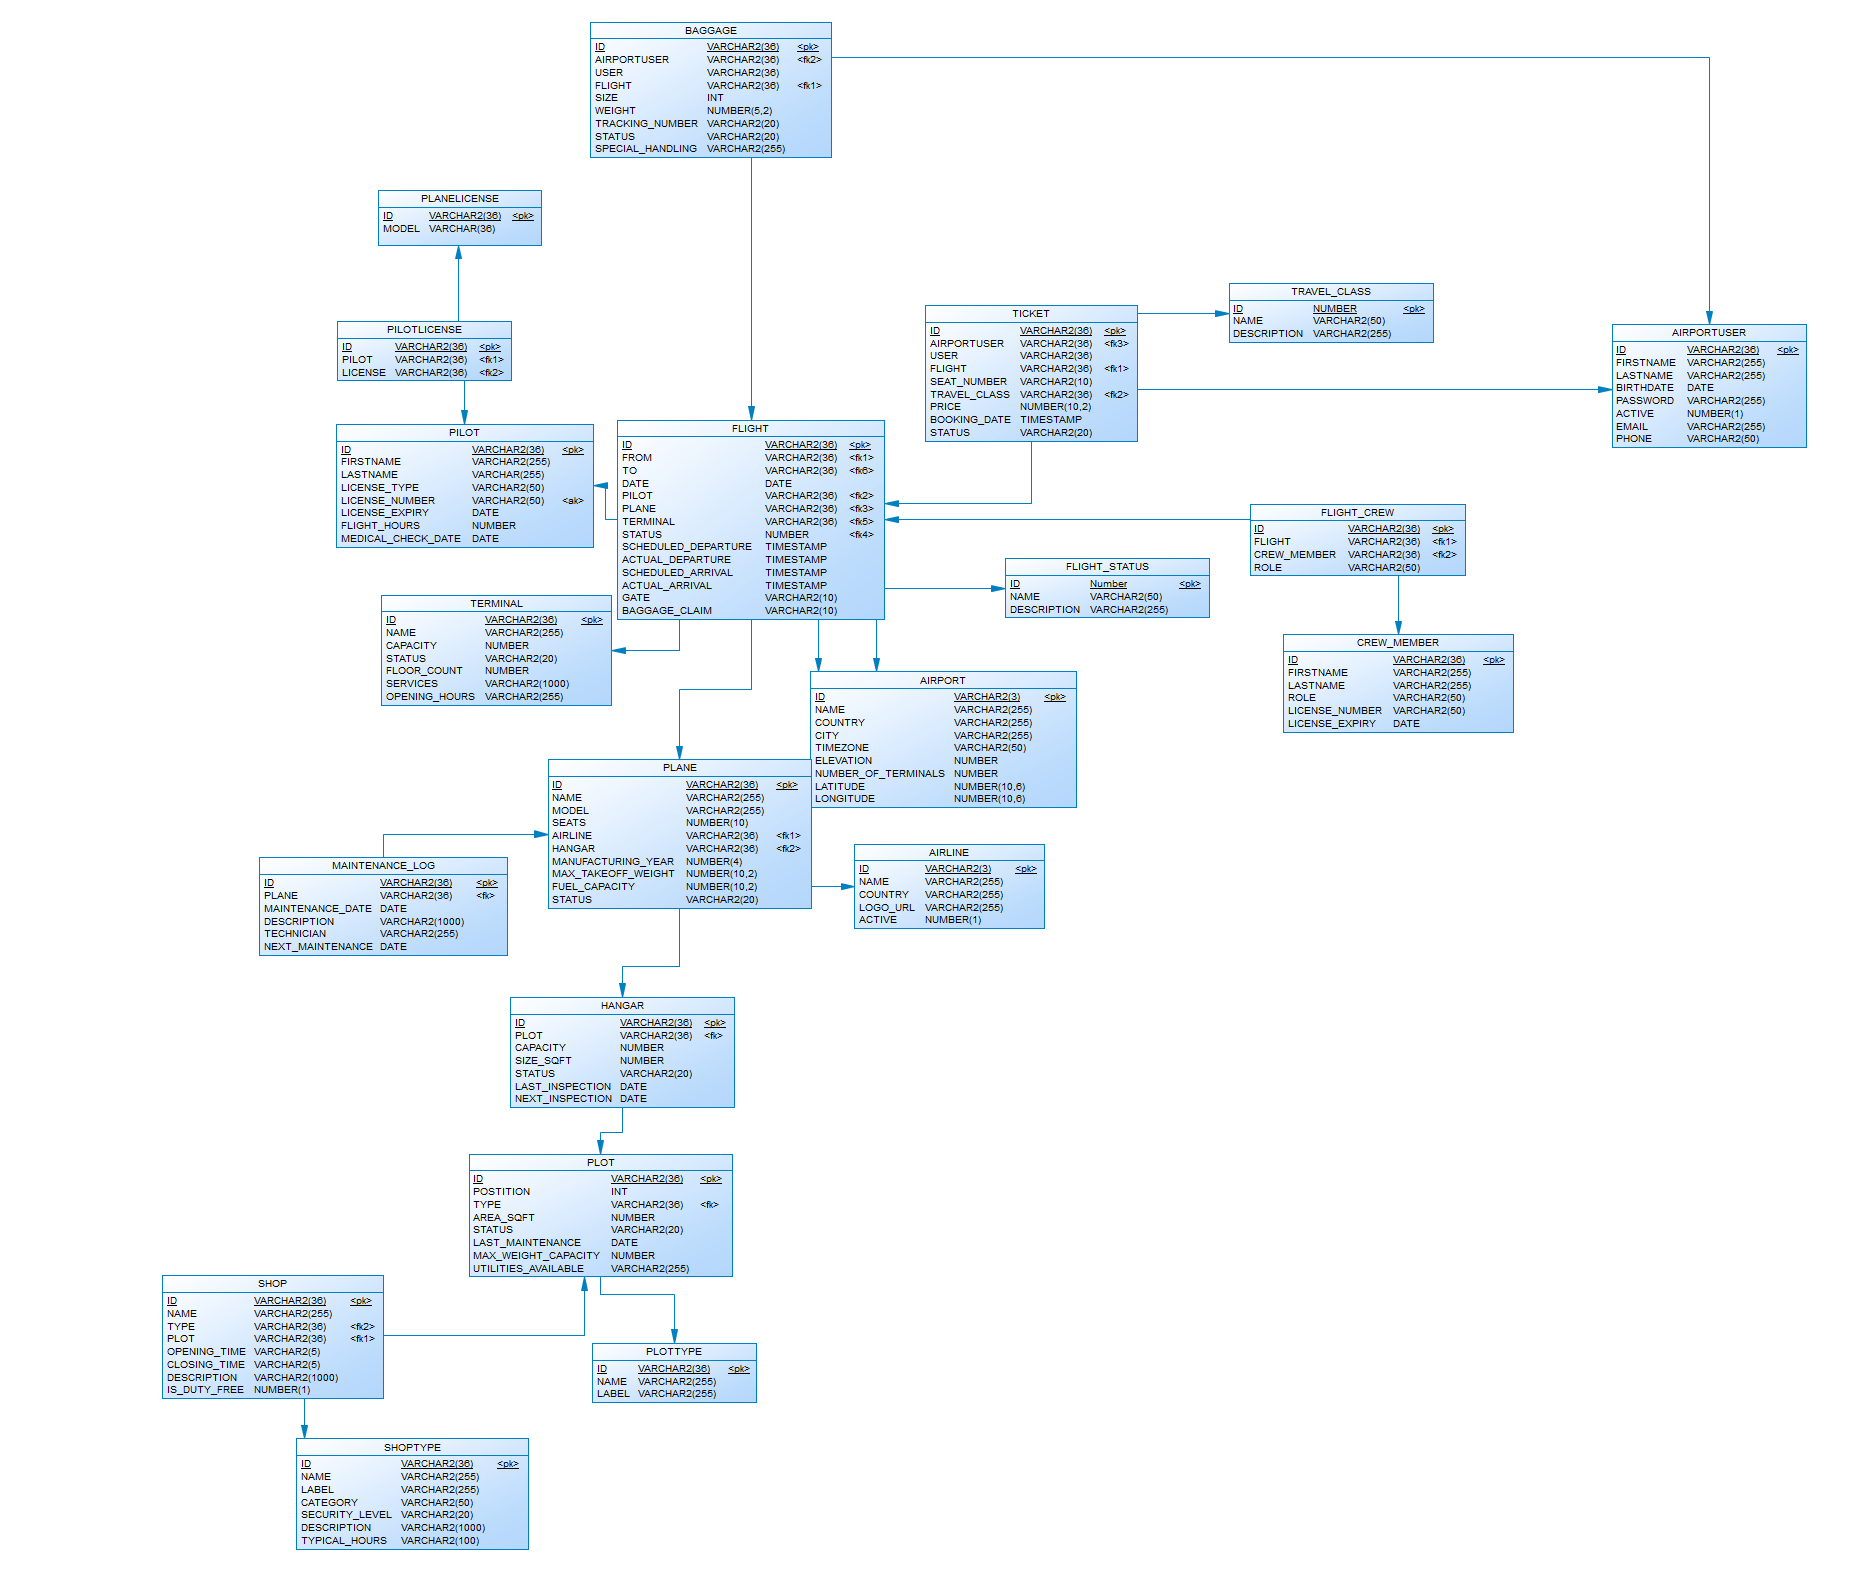 BAGGAGE
ID VARCHAR2(36) <pk>
AIRPORTUSER VARCHAR2(36) <fk2>
USER VARCHAR2(36)
FLIGHT VARCHAR2(36) <fk1>
SIZE INT
WEIGHT NUMBER(5,2)
TRACKING_NUMBER VARCHAR2(20)
STATUS VARCHAR2(20)
SPECIAL_HANDLING VARCHAR2(255)
PLANELICENSE
ID VARCHAR2(36) <pk>
MODEL VARCHAR(36)
PILOTLICENSE
ID VARCHAR2(36) <pk>
PILOT VARCHAR2(36) <fk1>
LICENSE VARCHAR2(36) <fk2>
PILOT
ID VARCHAR2(36) <pk>
FIRSTNAME VARCHAR2(255)
LASTNAME VARCHAR(255)
LICENSE_TYPE VARCHAR2(50)
LICENSE_NUMBER VARCHAR2(50) <ak>
LICENSE_EXPIRY DATE
FLIGHT_HOURS NUMBER
MEDICAL_CHECK_DATE DATE
FLIGHT
ID VARCHAR2(36) <pk>
FROM VARCHAR2(36) <fk1>
TO VARCHAR2(36) <fk6>
DATE DATE
PILOT VARCHAR2(36) <fk2>
PLANE VARCHAR2(36) <fk3>
TERMINAL VARCHAR2(36) <fk5>
STATUS NUMBER <fk4>
SCHEDULED_DEPARTURE TIMESTAMP
ACTUAL_DEPARTURE TIMESTAMP
SCHEDULED_ARRIVAL TIMESTAMP
ACTUAL_ARRIVAL TIMESTAMP
GATE VARCHAR2(10)
BAGGAGE_CLAIM VARCHAR2(10)
TICKET
ID VARCHAR2(36) <pk>
AIRPORTUSER VARCHAR2(36) <fk3>
USER VARCHAR2(36)
FLIGHT VARCHAR2(36) <fk1>
SEAT_NUMBER VARCHAR2(10)
TRAVEL_CLASS VARCHAR2(36) <fk2>
PRICE NUMBER(10,2)
BOOKING_DATE TIMESTAMP
STATUS VARCHAR2(20)
TRAVEL_CLASS
ID NUMBER <pk>
NAME VARCHAR2(50)
DESCRIPTION VARCHAR2(255)
AIRPORTUSER
ID VARCHAR2(36) <pk>
FIRSTNAME VARCHAR2(255)
LASTNAME VARCHAR2(255)
BIRTHDATE DATE
PASSWORD VARCHAR2(255)
ACTIVE NUMBER(1)
EMAIL VARCHAR2(255)
PHONE VARCHAR2(50)
FLIGHT_CREW
ID VARCHAR2(36) <pk>
FLIGHT VARCHAR2(36) <fk1>
CREW_MEMBER VARCHAR2(36) <fk2>
ROLE VARCHAR2(50)
FLIGHT_STATUS
ID Number <pk>
NAME VARCHAR2(50)
DESCRIPTION VARCHAR2(255)
CREW_MEMBER
ID VARCHAR2(36) <pk>
FIRSTNAME VARCHAR2(255)
LASTNAME VARCHAR2(255)
ROLE VARCHAR2(50)
LICENSE_NUMBER VARCHAR2(50)
LICENSE_EXPIRY DATE
TERMINAL
ID VARCHAR2(36) <pk>
NAME VARCHAR2(255)
CAPACITY NUMBER
STATUS VARCHAR2(20)
FLOOR_COUNT NUMBER
SERVICES VARCHAR2(1000)
OPENING_HOURS VARCHAR2(255)
AIRPORT
ID VARCHAR2(3) <pk>
NAME VARCHAR2(255)
COUNTRY VARCHAR2(255)
CITY VARCHAR2(255)
TIMEZONE VARCHAR2(50)
ELEVATION NUMBER
NUMBER_OF_TERMINALS NUMBER
LATITUDE NUMBER(10,6)
LONGITUDE NUMBER(10,6)
PLANE
ID VARCHAR2(36) <pk>
NAME VARCHAR2(255)
MODEL VARCHAR2(255)
SEATS NUMBER(10)
AIRLINE VARCHAR2(36) <fk1>
HANGAR VARCHAR2(36) <fk2>
MANUFACTURING_YEAR NUMBER(4)
MAX_TAKEOFF_WEIGHT NUMBER(10,2)
FUEL_CAPACITY NUMBER(10,2)
STATUS VARCHAR2(20)
AIRLINE
ID VARCHAR2(3) <pk>
NAME VARCHAR2(255)
COUNTRY VARCHAR2(255)
LOGO_URL VARCHAR2(255)
ACTIVE NUMBER(1)
MAINTENANCE_LOG
ID VARCHAR2(36) <pk>
PLANE VARCHAR2(36) <fk>
MAINTENANCE_DATE DATE
DESCRIPTION VARCHAR2(1000)
TECHNICIAN VARCHAR2(255)
NEXT_MAINTENANCE DATE
HANGAR
ID VARCHAR2(36) <pk>
PLOT VARCHAR2(36) <fk>
CAPACITY NUMBER
SIZE_SQFT NUMBER
STATUS VARCHAR2(20)
LAST_INSPECTION DATE
NEXT_INSPECTION DATE
PLOT
ID VARCHAR2(36) <pk>
POSTITION INT
TYPE VARCHAR2(36) <fk>
AREA_SQFT NUMBER
STATUS VARCHAR2(20)
LAST_MAINTENANCE DATE
MAX_WEIGHT_CAPACITY NUMBER
UTILITIES_AVAILABLE VARCHAR2(255)
SHOP
ID VARCHAR2(36) <pk>
NAME VARCHAR2(255)
TYPE VARCHAR2(36) <fk2>
PLOT VARCHAR2(36) <fk1>
OPENING_TIME VARCHAR2(5)
CLOSING_TIME VARCHAR2(5)
DESCRIPTION VARCHAR2(1000)
IS_DUTY_FREE NUMBER(1)
PLOTTYPE
ID VARCHAR2(36) <pk>
NAME VARCHAR2(255)
LABEL VARCHAR2(255)
SHOPTYPE
ID VARCHAR2(36) <pk>
NAME VARCHAR2(255)
LABEL VARCHAR2(255)
CATEGORY VARCHAR2(50)
SECURITY_LEVEL VARCHAR2(20)
DESCRIPTION VARCHAR2(1000)
TYPICAL_HOURS VARCHAR2(100)